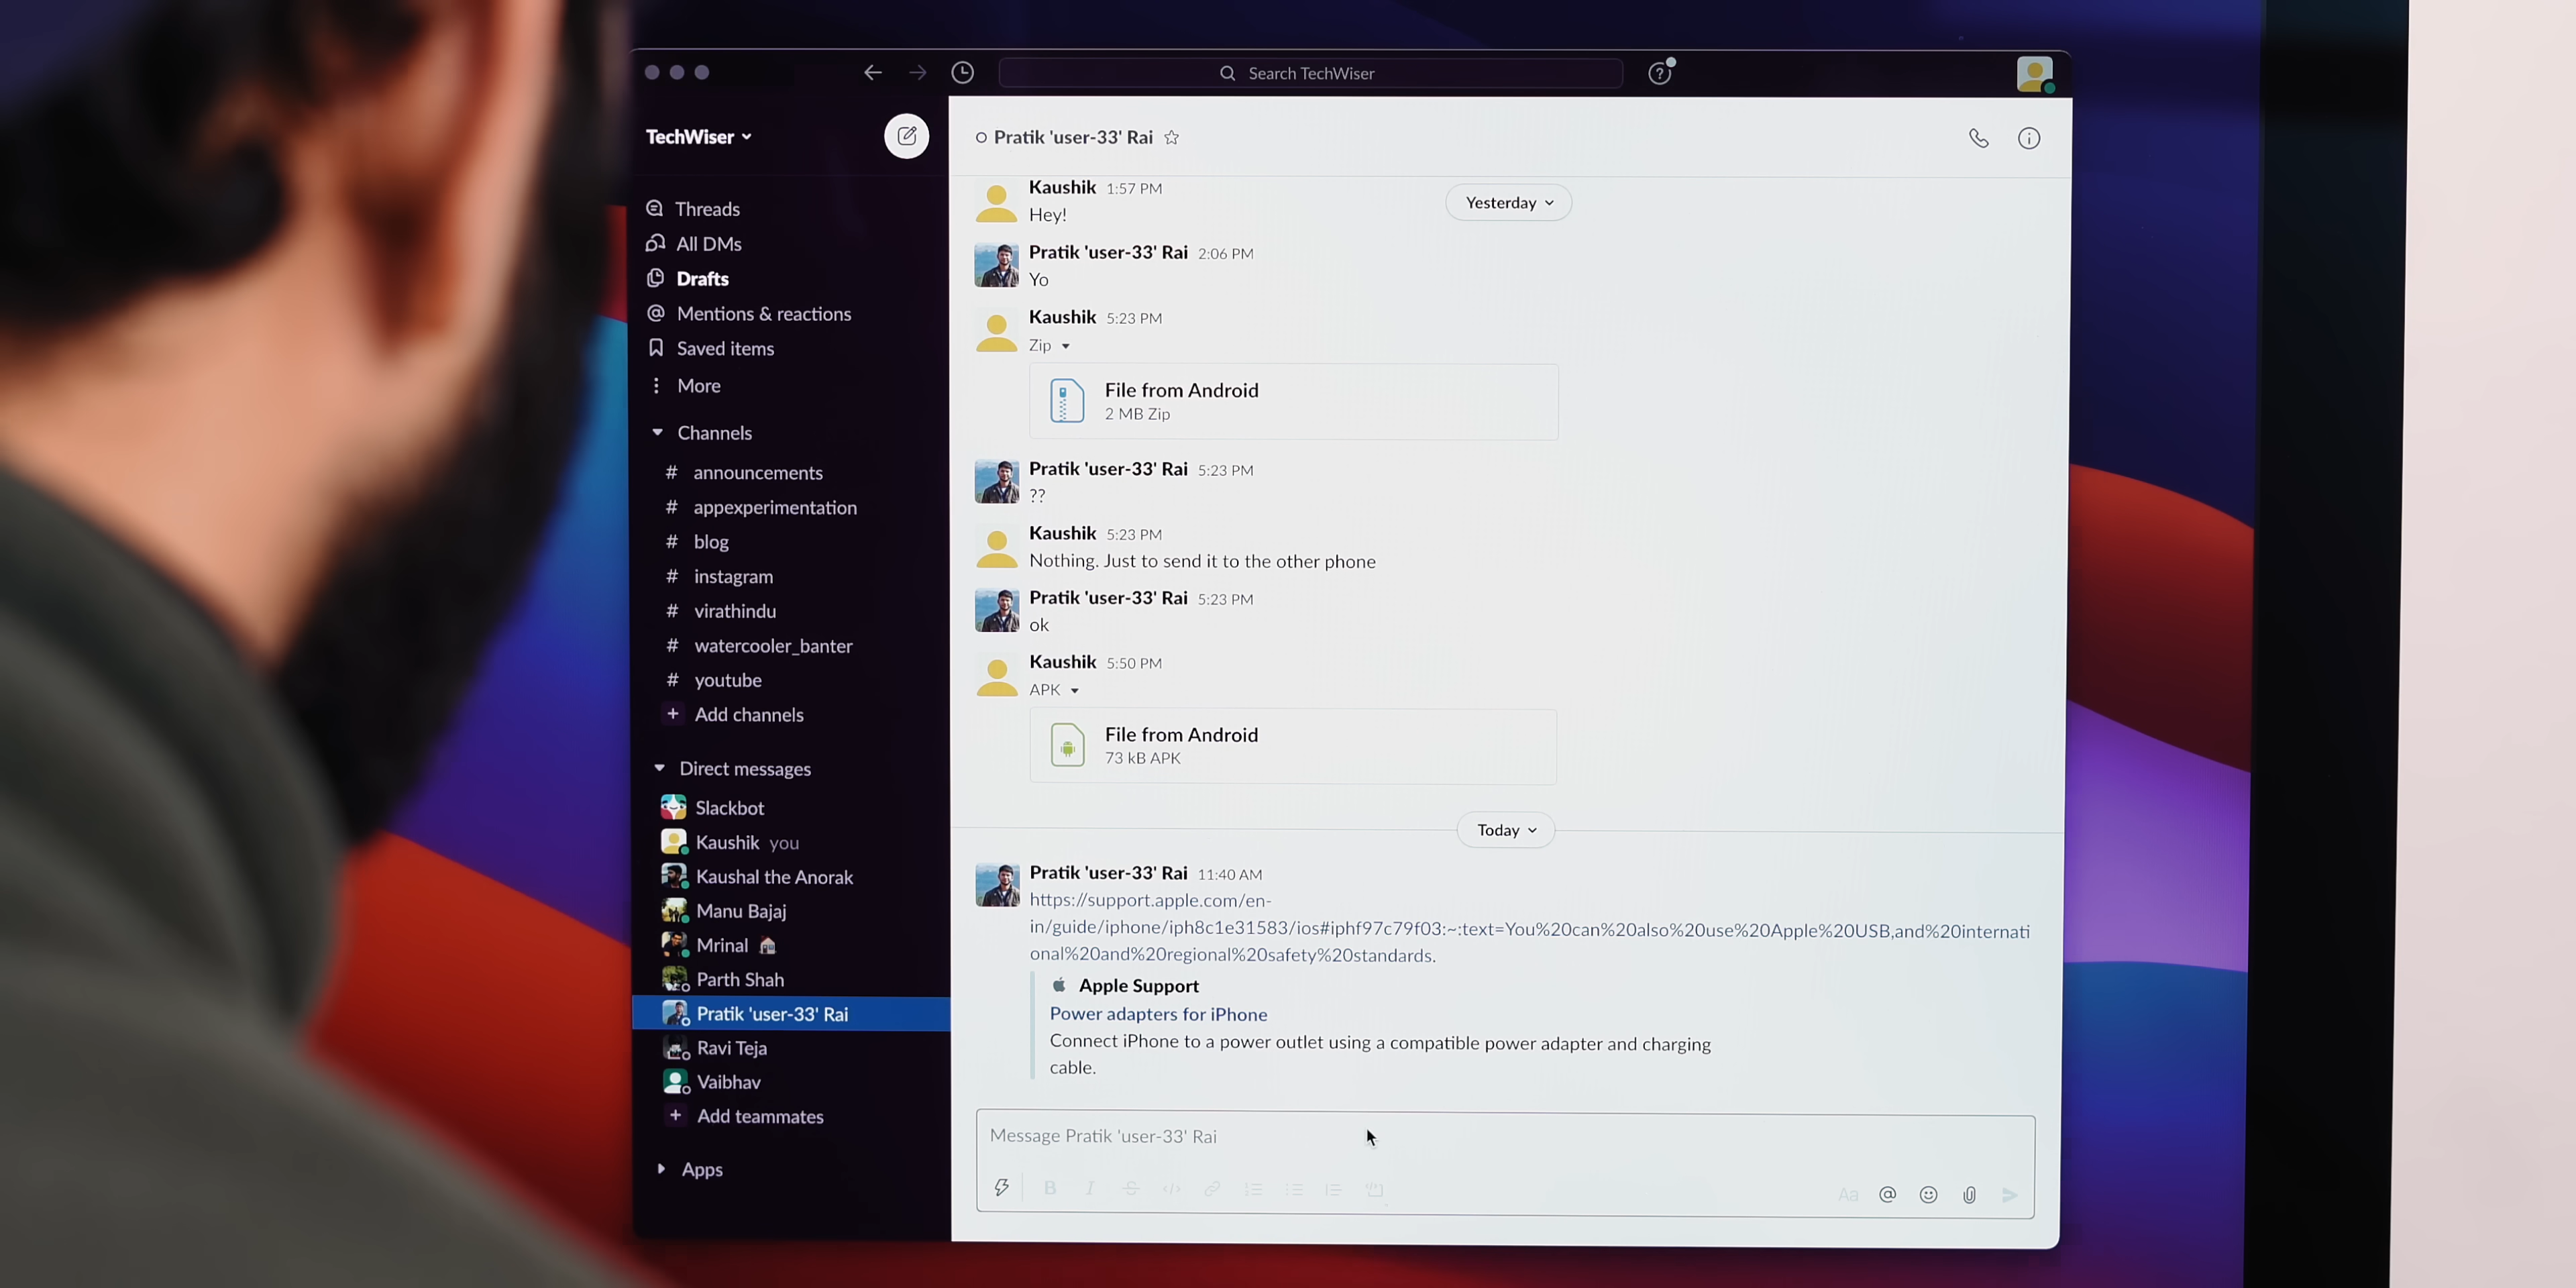 Search TechWiser
TechWiser
Threads
All DMs
Drafts
Mentions & reactions
Saved items
More
Channels
# announcements
# appexperimentation
# blog
# instagram
# virathindu
# watercooler_banter
# youtube
+ Add channels
Direct messages
Slackbot
Kaushik you
Kaushal the Anorak
Manu Bajaj
Mrinal
Parth Shah
Pratik 'user-33' Rai
Ravi Teja
Vaibhav
+ Add teammates
Apps
Pratik 'user-33' Rai
Yesterday
Kaushik 1:57 PM
Hey!
Pratik 'user-33' Rai 2:06 PM
Yo
Kaushik 5:23 PM
Zip
File from Android
2 MB Zip
Pratik 'user-33' Rai 5:23 PM
??
Kaushik 5:23 PM
Nothing. Just to send it to the other phone
Pratik 'user-33' Rai 5:23 PM
ok
Kaushik 5:50 PM
APK
File from Android
73 kB APK
Today
Pratik 'user-33' Rai 11:40 AM
https://support.apple.com/en-
in/guide/iphone/iph8c1e31583/ios#iphf97c79f03:~:text=You%20can%20also%20use%20Apple%20USB,and%20internati
onal%20and%20regional%20safety%20standards.
Apple Support
Power adapters for iPhone
Connect iPhone to a power outlet using a compatible power adapter and charging
cable.
Message Pratik 'user-33' Rai
B I S Aa @